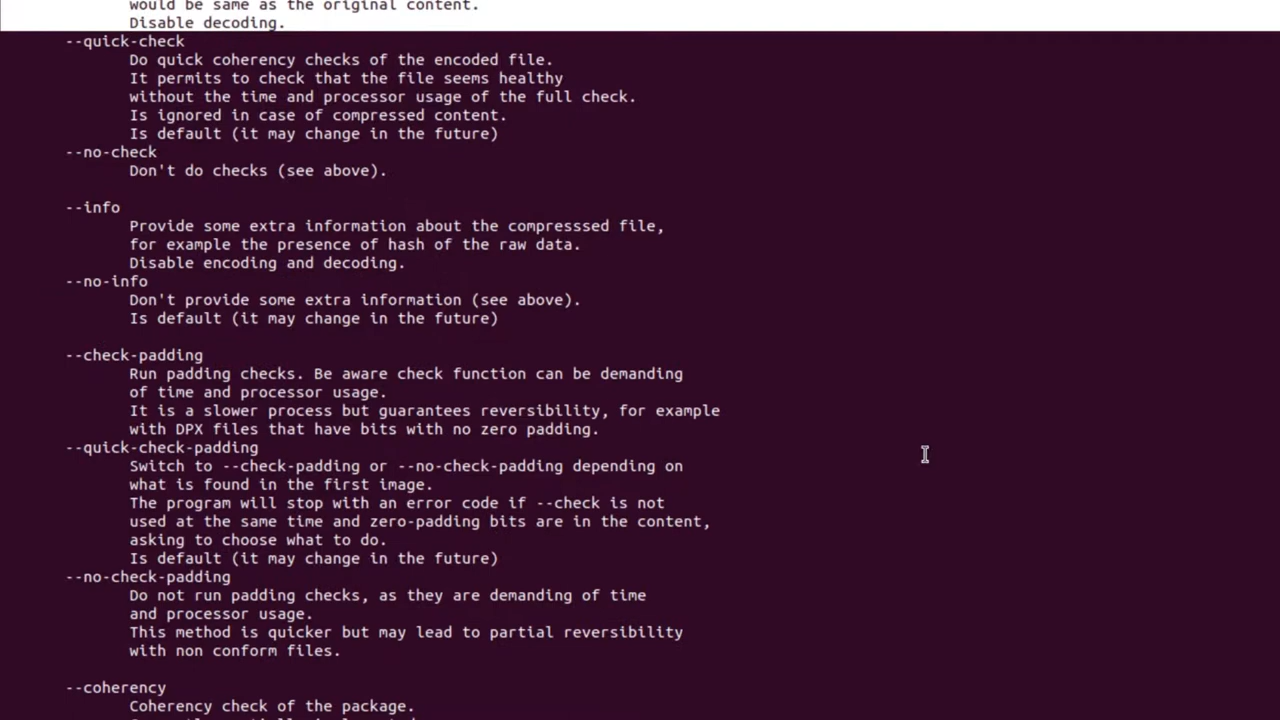 would be same as the original content.
Disable decoding.
--quick-check
Do quick coherency checks of the encoded file.
It permits to check that the file seems healthy
without the time and processor usage of the full check.
Is ignored in case of compressed content.
Is default (it may change in the future)
--no-check
Don't do checks (see above).
--info
Provide some extra information about the compresssed file,
for example the presence of hash of the raw data.
Disable encoding and decoding.
--no-info
Don't provide some extra information (see above).
Is default (it may change in the future)
--check-padding
Run padding checks. Be aware check function can be demanding
of time and processor usage.
It is a slower process but guarantees reversibility, for example
with DPX files that have bits with no zero padding.
--quick-check-padding
Switch to --check-padding or --no-check-padding depending on
what is found in the first image.
The program will stop with an error code if --check is not
used at the same time and zero-padding bits are in the content,
asking to choose what to do.
Is default (it may change in the future)
--no-check-padding
Do not run padding checks, as they are demanding of time
and processor usage.
This method is quicker but may lead to partial reversibility
with non conform files.
--coherency
Coherency check of the package.